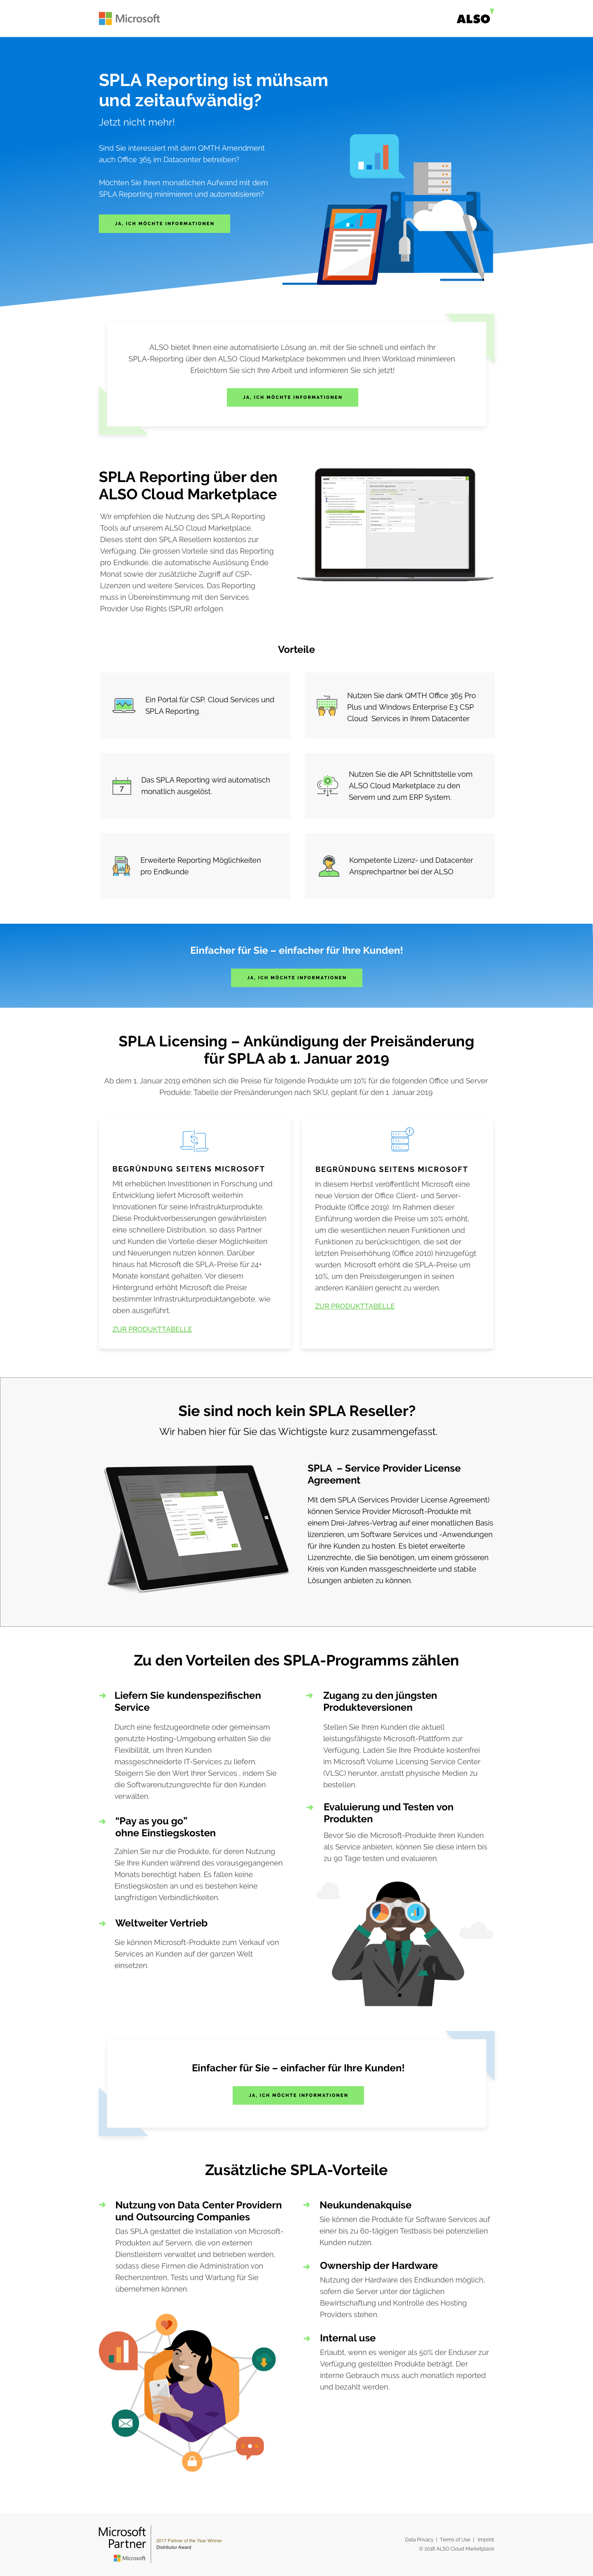 Microsoft
ALSO
SPLA Reporting ist mühsam
und zeitaufwändig?
Jetzt nicht mehr!
Sind Sie interessiert mit dem QMTH Amendment
auch Office 365 im Datacenter betreiben?
Möchten Sie Ihren monatlichen Aufwand mit dem
SPLA Reporting minimieren und automatisieren?
JA, ICH MÖCHTE INFORMATIONEN
ALSO bietet Ihnen eine automatisierte Lösung an, mit der Sie schnell und einfach Ihr
SPLA-Reporting über den ALSO Cloud Marketplace bekommen und Ihren Workload minimieren.
Erleichtern Sie sich Ihre Arbeit und informieren Sie sich jetzt!
JA, ICH MÖCHTE INFORMATIONEN
SPLA Reporting über den
ALSO Cloud Marketplace
Wir empfehlen die Nutzung des SPLA Reporting
Tools auf unserem ALSO Cloud Marketplace.
Dieses steht den SPLA Resellern kostenlos zur
Verfügung. Die grossen Vorteile sind das Reporting
pro Endkunde, die automatische Auslösung Ende
Monat sowie der zusätzliche Zugriff auf CSP-
Lizenzen und weitere Services. Das Reporting
muss in Übereinstimmung mit den Services
Provider Use Rights (SPUR) erfolgen.
Vorteile
Ein Portal für CSP, Cloud Services und
SPLA Reporting.
Nutzen Sie dank QMTH Office 365 Pro
Plus und Windows Enterprise E3 CSP
Cloud Services in Ihrem Datacenter
7
Das SPLA Reporting wird automatisch
monatlich ausgelöst.
Nutzen Sie die API Schnittstelle vom
ALSO Cloud Marketplace zu den
Servern und zum ERP System.
Erweiterte Reporting Möglichkeiten
pro Endkunde
Kompetente Lizenz- und Datacenter
Ansprechpartner bei der ALSO
Einfacher für Sie – einfacher für Ihre Kunden!
JA, ICH MÖCHTE INFORMATIONEN
SPLA Licensing – Ankündigung der Preisänderung
für SPLA ab 1. Januar 2019
Ab dem 1. Januar 2019 erhöhen sich die Preise für folgende Produkte um 10% für die folgenden Office und Server
Produkte: Tabelle der Preisänderungen nach SKU, geplant für den 1. Januar 2019
BEGRÜNDUNG SEITENS MICROSOFT
Mit erheblichen Investitionen in Forschung und
Entwicklung liefert Microsoft weiterhin
Innovationen für seine Infrastrukturprodukte.
Diese Produktverbesserungen gewährleisten
eine schnellere Distribution, so dass Partner
und Kunden die Vorteile dieser Möglichkeiten
und Neuerungen nutzen können. Darüber
hinaus hat Microsoft die SPLA-Preise für 24+
Monate konstant gehalten. Vor diesem
Hintergrund erhöht Microsoft die Preise
bestimmter Infrastrukturproduktangebote, wie
oben ausgeführt.
ZUR PRODUKTTABELLE
BEGRÜNDUNG SEITENS MICROSOFT
In diesem Herbst veröffentlicht Microsoft eine
neue Version der Office Client- und Server-
Produkte (Office 2019). Im Rahmen dieser
Einführung werden die Preise um 10% erhöht,
um die wesentlichen neuen Funktionen und
Funktionen zu berücksichtigen, die seit der
letzten Preiserhöhung (Office 2010) hinzugefügt
wurden. Microsoft erhöht die SPLA-Preise um
10%, um den Preissteigerungen in seinen
anderen Kanälen gerecht zu werden.
ZUR PRODUKTTABELLE
Sie sind noch kein SPLA Reseller?
Wir haben hier für Sie das Wichtigste kurz zusammengefasst.
SPLA – Service Provider License
Agreement
Mit dem SPLA (Services Provider License Agreement)
können Service Provider Microsoft-Produkte mit
einem Drei-Jahres-Vertrag auf einer monatlichen Basis
lizenzieren, um Software Services und -Anwendungen
für ihre Kunden zu hosten. Es bietet erweiterte
Lizenzrechte, die Sie benötigen, um einem grösseren
Kreis von Kunden massgeschneiderte und stabile
Lösungen anbieten zu können.
Zu den Vorteilen des SPLA-Programms zählen
Liefern Sie kundenspezifischen
Service
Durch eine festzugeordnete oder gemeinsam
genutzte Hosting-Umgebung erhalten Sie die
Flexibilität, um Ihren Kunden
massgeschneiderte IT-Services zu liefern.
Steigern Sie den Wert Ihrer Services , indem Sie
die Softwarenutzungsrechte für den Kunden
verwalten.
“Pay as you go”
ohne Einstiegskosten
Zahlen Sie nur die Produkte, für deren Nutzung
Sie Ihre Kunden während des vorausgegangenen
Monats berechtigt haben. Es fallen keine
Einstiegskosten an und es bestehen keine
langfristigen Verbindlichkeiten.
Weltweiter Vertrieb
Sie können Microsoft-Produkte zum Verkauf von
Services an Kunden auf der ganzen Welt
einsetzen.
Zugang zu den jüngsten
Produkteversionen
Stellen Sie Ihren Kunden die aktuell
leistungsfähigste Microsoft-Plattform zur
Verfügung. Laden Sie Ihre Produkte kostenfrei
im Microsoft Volume Licensing Service Center
(VLSC) herunter, anstatt physische Medien zu
bestellen.
Evaluierung und Testen von
Produkten
Bevor Sie die Microsoft-Produkte Ihren Kunden
als Service anbieten, können Sie diese intern bis
zu 90 Tage testen und evaluieren.
Einfacher für Sie – einfacher für Ihre Kunden!
JA, ICH MÖCHTE INFORMATIONEN
Zusätzliche SPLA-Vorteile
Nutzung von Data Center Providern
und Outsourcing Companies
Das SPLA gestattet die Installation von Microsoft-
Produkten auf Servern, die von externen
Dienstleistern verwaltet und betrieben werden,
sodass diese Firmen die Administration von
Rechenzentren, Tests und Wartung für Sie
übernehmen können.
Neukundenakquise
Sie können die Produkte für Software Services auf
einer bis zu 60-tägigen Testbasis bei potenziellen
Kunden nutzen.
Ownership der Hardware
Nutzung der Hardware des Endkunden möglich,
sofern die Server unter der täglichen
Bewirtschaftung und Kontrolle des Hosting
Providers stehen.
Internal use
Erlaubt, wenn es weniger als 50% der Enduser zur
Verfügung gestellten Produkte beträgt. Der
interne Gebrauch muss auch monatlich reported
und bezahlt werden.
Microsoft
Partner
Microsoft
2017 Partner of the Year Winner
Distributor Award
Data Privacy | Terms of Use | Imprint
© 2018 ALSO Cloud Marketplace